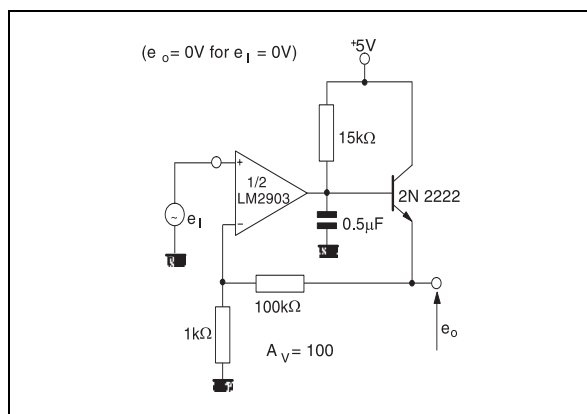 +5V
(e o = 0V for e I = 0V)
15kΩ
+
1/2
LM2903
2N 2222
~
e I
0.5µF
−
100kΩ
1kΩ
e o
A V = 100